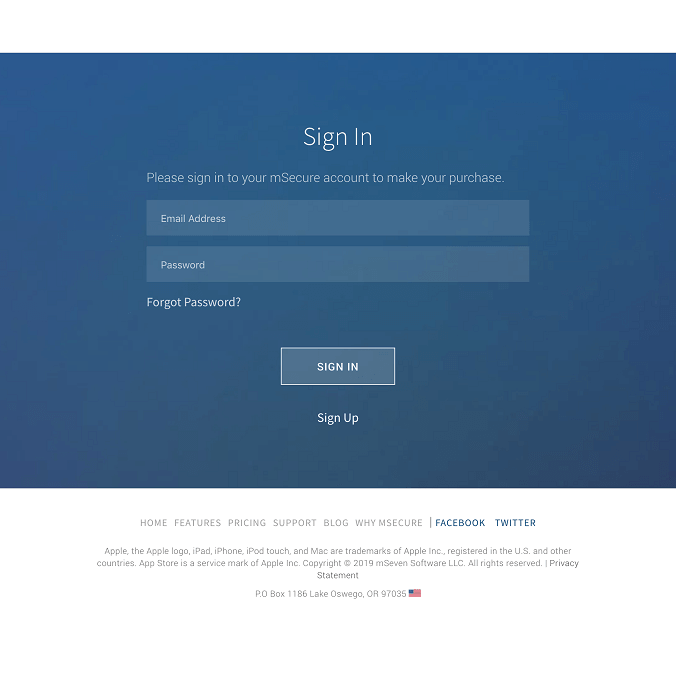 Sign In
Please sign in to your mSecure account to make your purchase.
Email Address
Password
Forgot Password?
SIGN IN
Sign Up
HOME FEATURES PRICING SUPPORT BLOG WHY MSECURE | FACEBOOK TWITTER
Apple, the Apple logo, iPad, iPhone, iPod touch, and Mac are trademarks of Apple Inc., registered in the U.S. and other
countries. App Store is a service mark of Apple Inc. Copyright © 2019 mSeven Software LLC. All rights reserved. | Privacy
Statement
P.O Box 1186 Lake Oswego, OR 97035